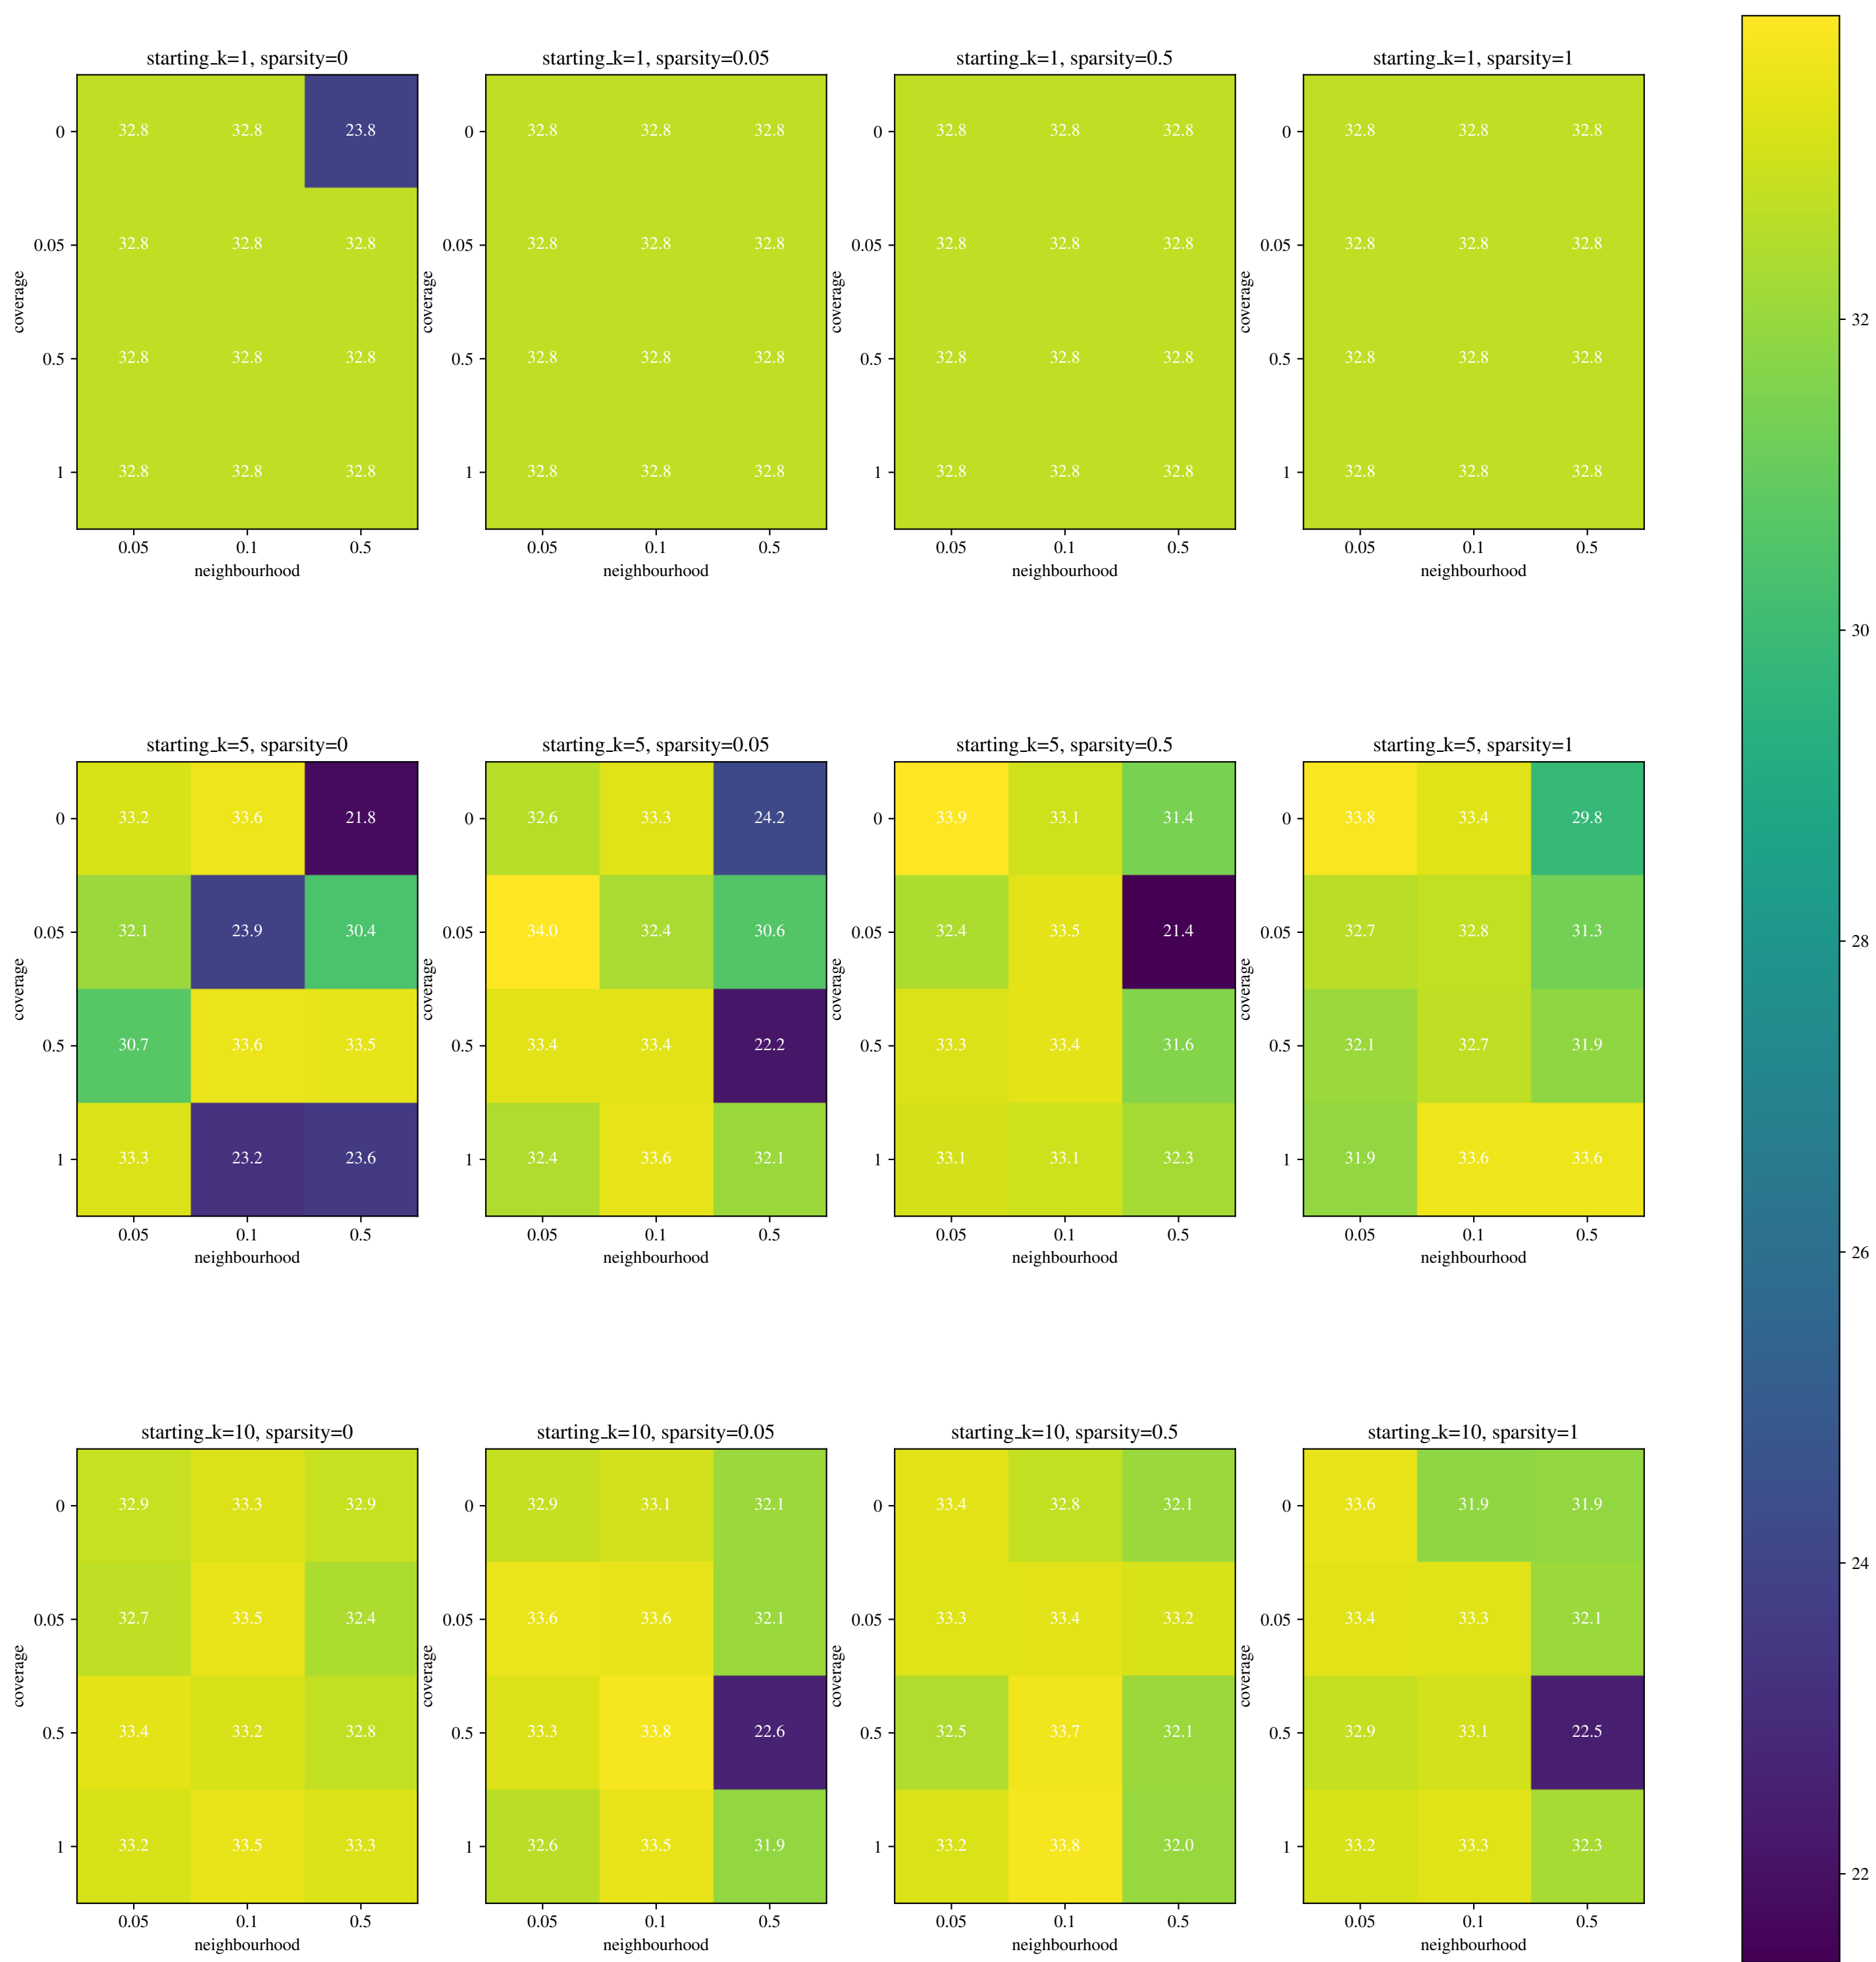 starting_k=1, sparsity=0
starting_k=1, sparsity=0.05
starting_k=1, sparsity=0.5
starting_k=1, sparsity=1
0 32.8 32.8 23.8
0.05 32.8 32.8 32.8
0.5 32.8 32.8 32.8
1 32.8 32.8 32.8
coverage
0.05 0.1 0.5
neighbourhood
0 32.8 32.8 32.8
0.05 32.8 32.8 32.8
0.5 32.8 32.8 32.8
1 32.8 32.8 32.8
coverage
0.05 0.1 0.5
neighbourhood
0 32.8 32.8 32.8
0.05 32.8 32.8 32.8
0.5 32.8 32.8 32.8
1 32.8 32.8 32.8
coverage
0.05 0.1 0.5
neighbourhood
0 32.8 32.8 32.8
0.05 32.8 32.8 32.8
0.5 32.8 32.8 32.8
1 32.8 32.8 32.8
coverage
0.05 0.1 0.5
neighbourhood
starting_k=5, sparsity=0
starting_k=5, sparsity=0.05
starting_k=5, sparsity=0.5
starting_k=5, sparsity=1
0 33.2 33.6 21.8
0.05 32.1 23.9 30.4
0.5 30.7 33.6 33.5
1 33.3 23.2 23.6
coverage
0.05 0.1 0.5
neighbourhood
0 32.6 33.3 24.2
0.05 34.0 32.4 30.6
0.5 33.4 33.4 22.2
1 32.4 33.6 32.1
coverage
0.05 0.1 0.5
neighbourhood
0 33.9 33.1 31.4
0.05 32.4 33.5 21.4
0.5 33.3 33.4 31.6
1 33.1 33.1 32.3
coverage
0.05 0.1 0.5
neighbourhood
0 33.8 33.4 29.8
0.05 32.7 32.8 31.3
0.5 32.1 32.7 31.9
1 31.9 33.6 33.6
coverage
0.05 0.1 0.5
neighbourhood
starting_k=10, sparsity=0
starting_k=10, sparsity=0.05
starting_k=10, sparsity=0.5
starting_k=10, sparsity=1
0 32.9 33.3 32.9
0.05 32.7 33.5 32.4
0.5 33.4 33.2 32.8
1 33.2 33.5 33.3
coverage
0.05 0.1 0.5
neighbourhood
0 32.9 33.1 32.1
0.05 33.6 33.6 32.1
0.5 33.3 33.8 22.6
1 32.6 33.5 31.9
coverage
0.05 0.1 0.5
neighbourhood
0 33.4 32.8 32.1
0.05 33.3 33.4 33.2
0.5 32.5 33.7 32.1
1 33.2 33.8 32.0
coverage
0.05 0.1 0.5
neighbourhood
0 33.6 31.9 31.9
0.05 33.4 33.3 32.1
0.5 32.9 33.1 22.5
1 33.2 33.3 32.3
coverage
0.05 0.1 0.5
neighbourhood
32
30
28
26
24
22